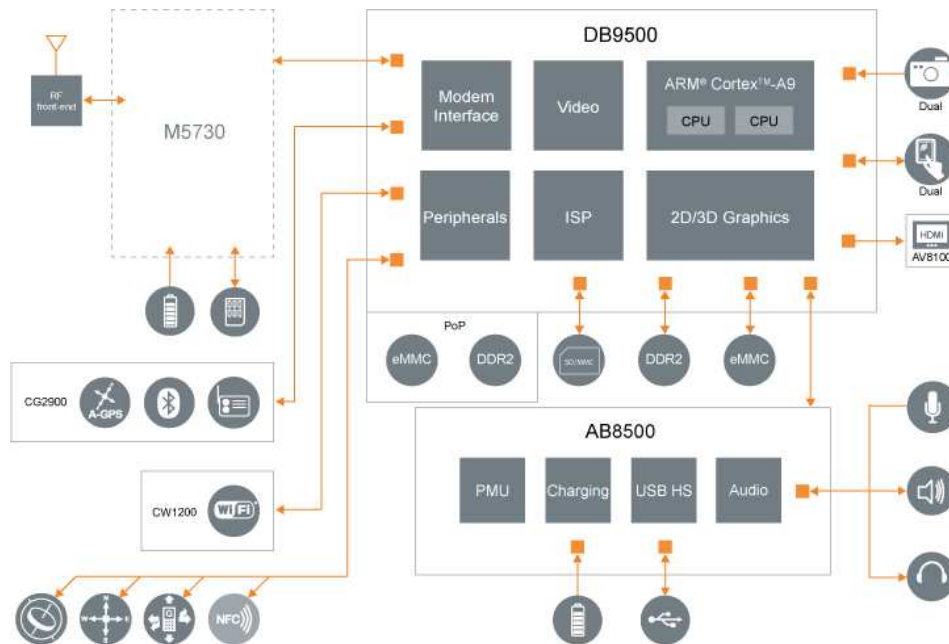 DB9500
RF
front-end
M5730
Modem
Interface
Video
ARM® Cortex™-A9
CPU
CPU
Dual
Peripherals
ISP
2D/3D Graphics
Dual
HDMI
AV8100
PoP
eMMC
DDR2
SD/MMC
DDR2
eMMC
CG2900
A-GPS
AB8500
PMU
Charging
USB HS
Audio
CW1200
Wi Fi
N
W
E
S
NFC